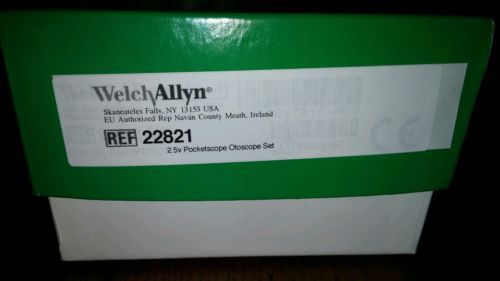 WelchAllyn®
Skaneateles Falls, NY 13153 USA
EU Authorized Rep Navan County Meath, Ireland
REF 22821
2.5v Pocketscope Otoscope Set
CE